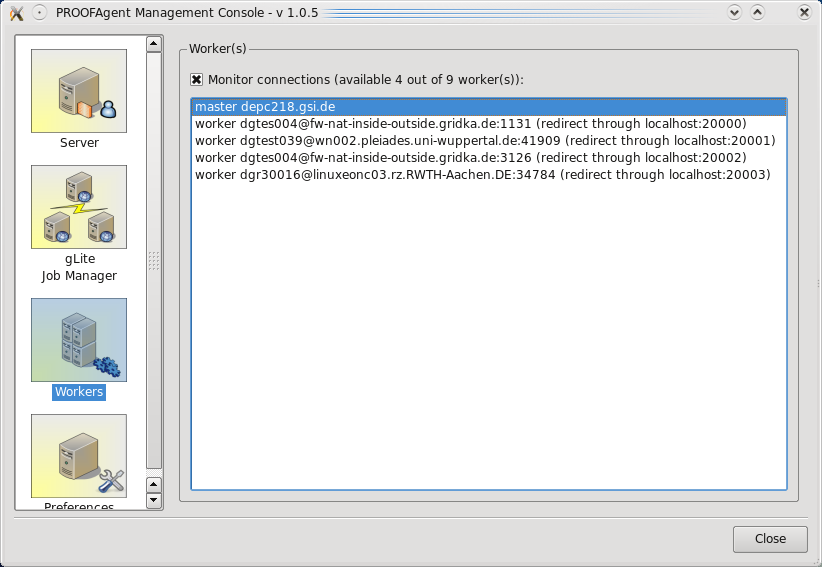 PROOFAgent Management Console - v 1.0.5
Server
gLite
Job Manager
Workers
Preferences
Worker(s)
Monitor connections (available 4 out of 9 worker(s)):
master depc218.gsi.de
worker dgtes004@fw-nat-inside-outside.gridka.de:1131 (redirect through localhost:20000)
worker dgtest039@wn002.pleiades.uni-wuppertal.de:41909 (redirect through localhost:20001)
worker dgtes004@fw-nat-inside-outside.gridka.de:3126 (redirect through localhost:20002)
worker dgr30016@linuxeonc03.rz.RWTH-Aachen.DE:34784 (redirect through localhost:20003)
Close